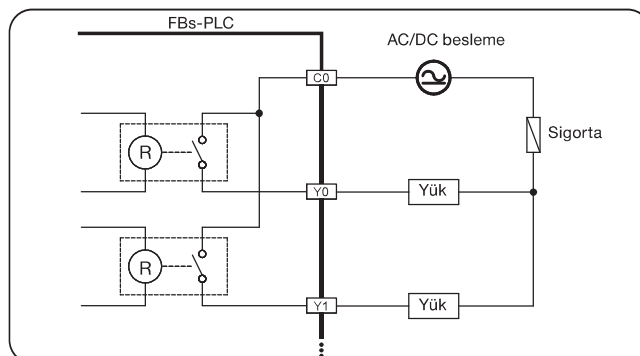 FBs-PLC
AC/DC besleme
C0
Sigorta
R
Y0
Yük
R
Y1
Yük